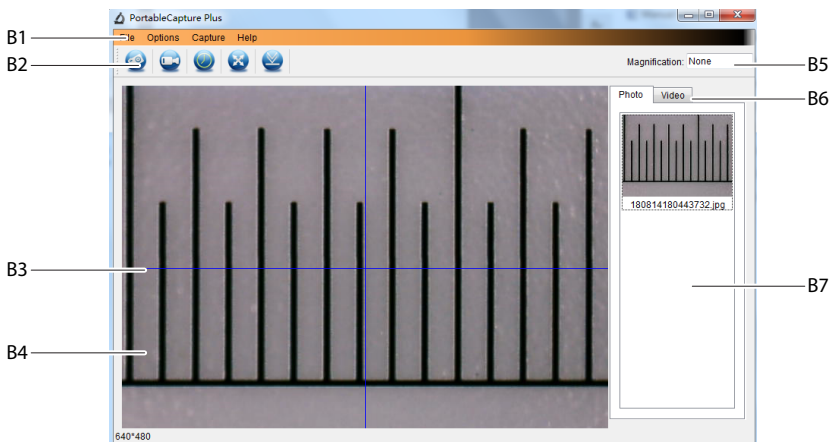 PortableCapture Plus
B1
File Options Capture Help
B2
Magnification: None
B5
Photo Video
B6
180814180443732.jpg
B3
B7
B4
640*480